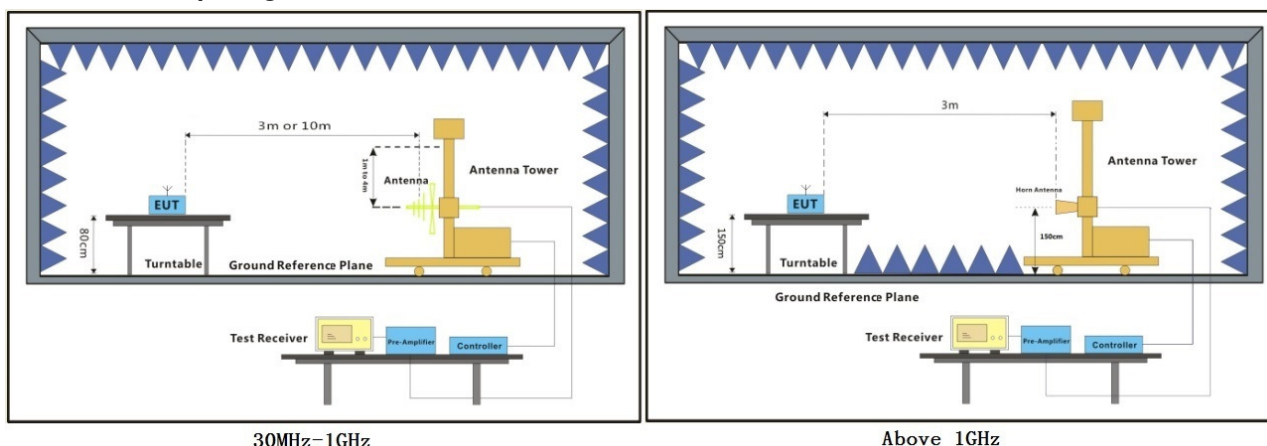 3m or 10m
1m to 4m
Antenna
Antenna Tower
EUT
80cm
Turntable
Ground Reference Plane
Test Receiver
Pre-Amplifier
Controller
30MHz-1GHz
3m
Antenna Tower
Horn Antenna
EUT
150cm
150cm
Turntable
Ground Reference Plane
Test Receiver
Pre-Amplifier
Controller
Above 1GHz